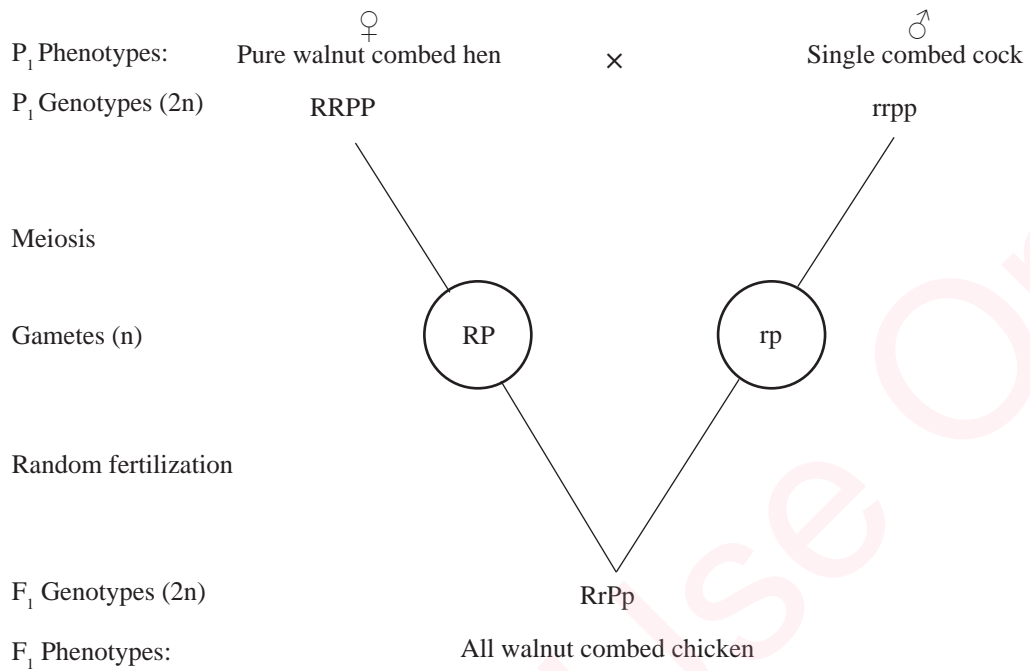 ♀ ♂
P₁ Phenotypes: Pure walnut combed hen × Single combed cock
P₁ Genotypes (2n) RRPP rrpp
Meiosis
Gametes (n) RP rp
Random fertilization
F₁ Genotypes (2n) RrPp
F₁ Phenotypes: All walnut combed chicken